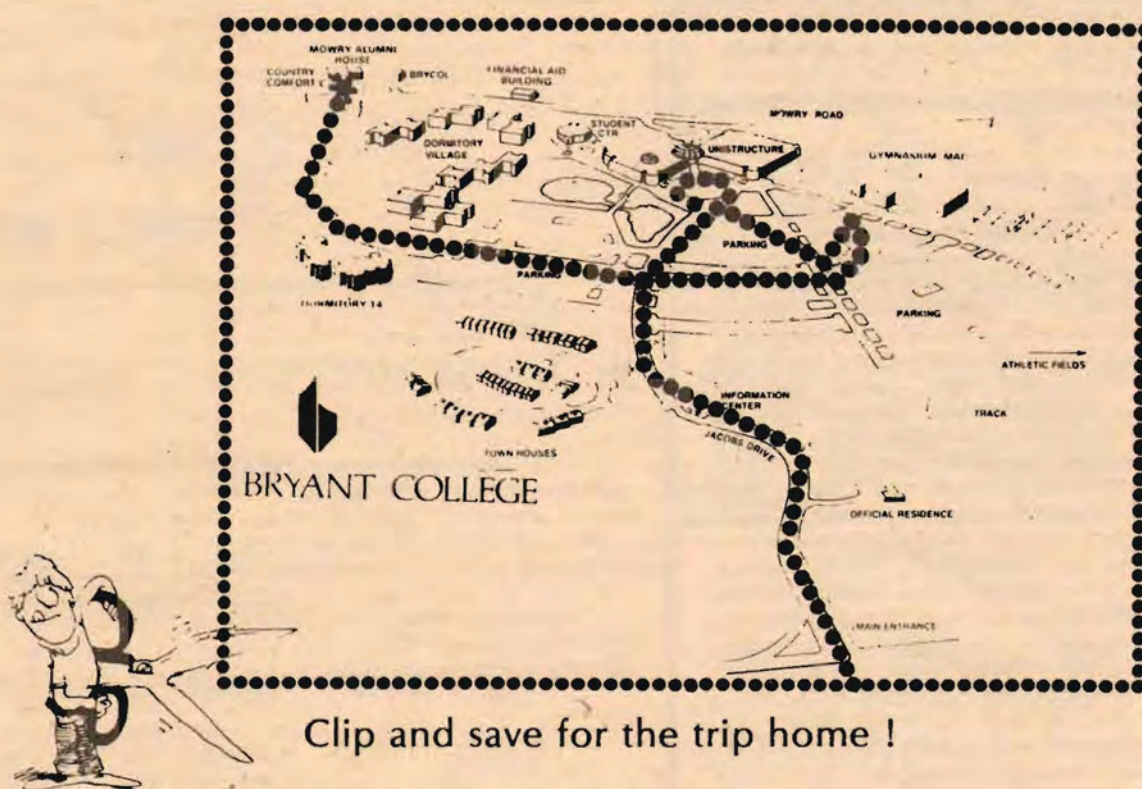 MOWRY ALUMNI
HOUSE
COUNTRY
COMFORT
BRYCOL
FINANCIAL AID
BUILDING
MOWRY ROAD
STUDENT
CTR
UNISTRUCTURE
GYMNASIUM MAC
DORMITORY
VILLAGE
PARKING
PARKING
DORMITORY 14
PARKING
ATHLETIC FIELDS
INFORMATION
CENTER
TRACK
JACOBS DRIVE
TOWN HOUSES
BRYANT COLLEGE
OFFICIAL RESIDENCE
MAIN ENTRANCE
Clip and save for the trip home !